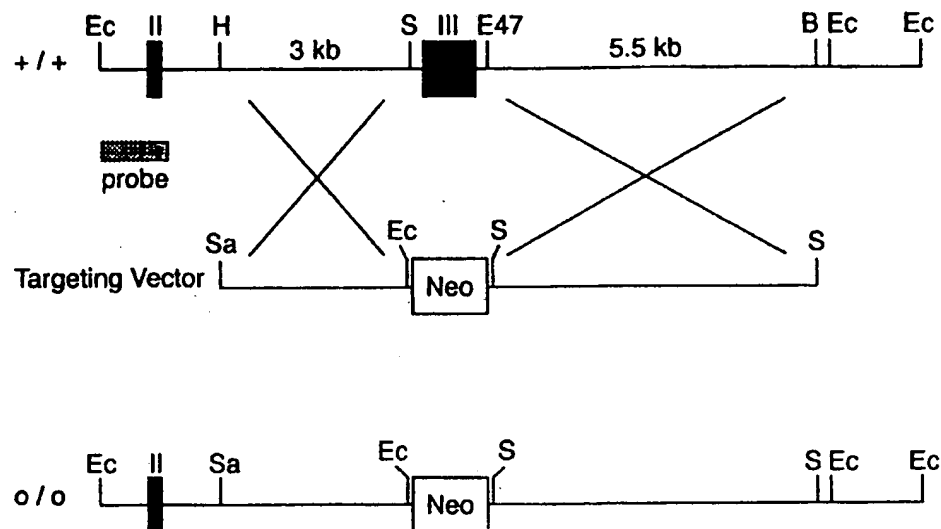 Ec II H S III E47 B Ec Ec
+ / + 3 kb 5.5 kb
probe
Sa Ec S S
Targeting Vector Neo
Ec II Sa Ec S S Ec Ec
o / o Neo